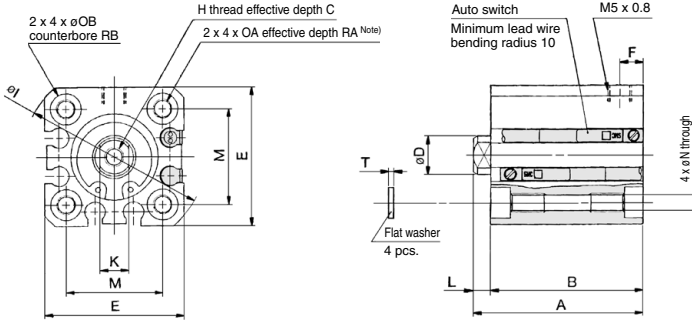 H thread effective depth C
2 x 4 x øOB
counterbore RB
2 x 4 x OA effective depth RA Note)
øI
M
E
K
M
E
Auto switch
Minimum lead wire
bending radius 10
M5 x 0.8
F
øD
T
Flat washer
4 pcs.
4 x øN through
L
B
A